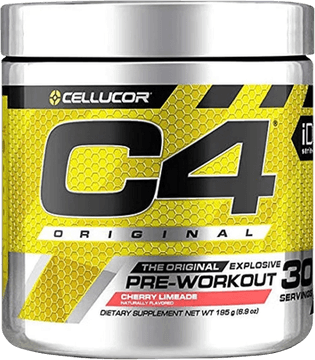 CELLUCOR®
C4®
ORIGINAL
THE ORIGINAL EXPLOSIVE
PRE-WORKOUT
CHERRY LIMEADE
NATURALLY FLAVORED
30
SERVINGS
DIETARY SUPPLEMENT NET WT 195 g (6.9 oz)